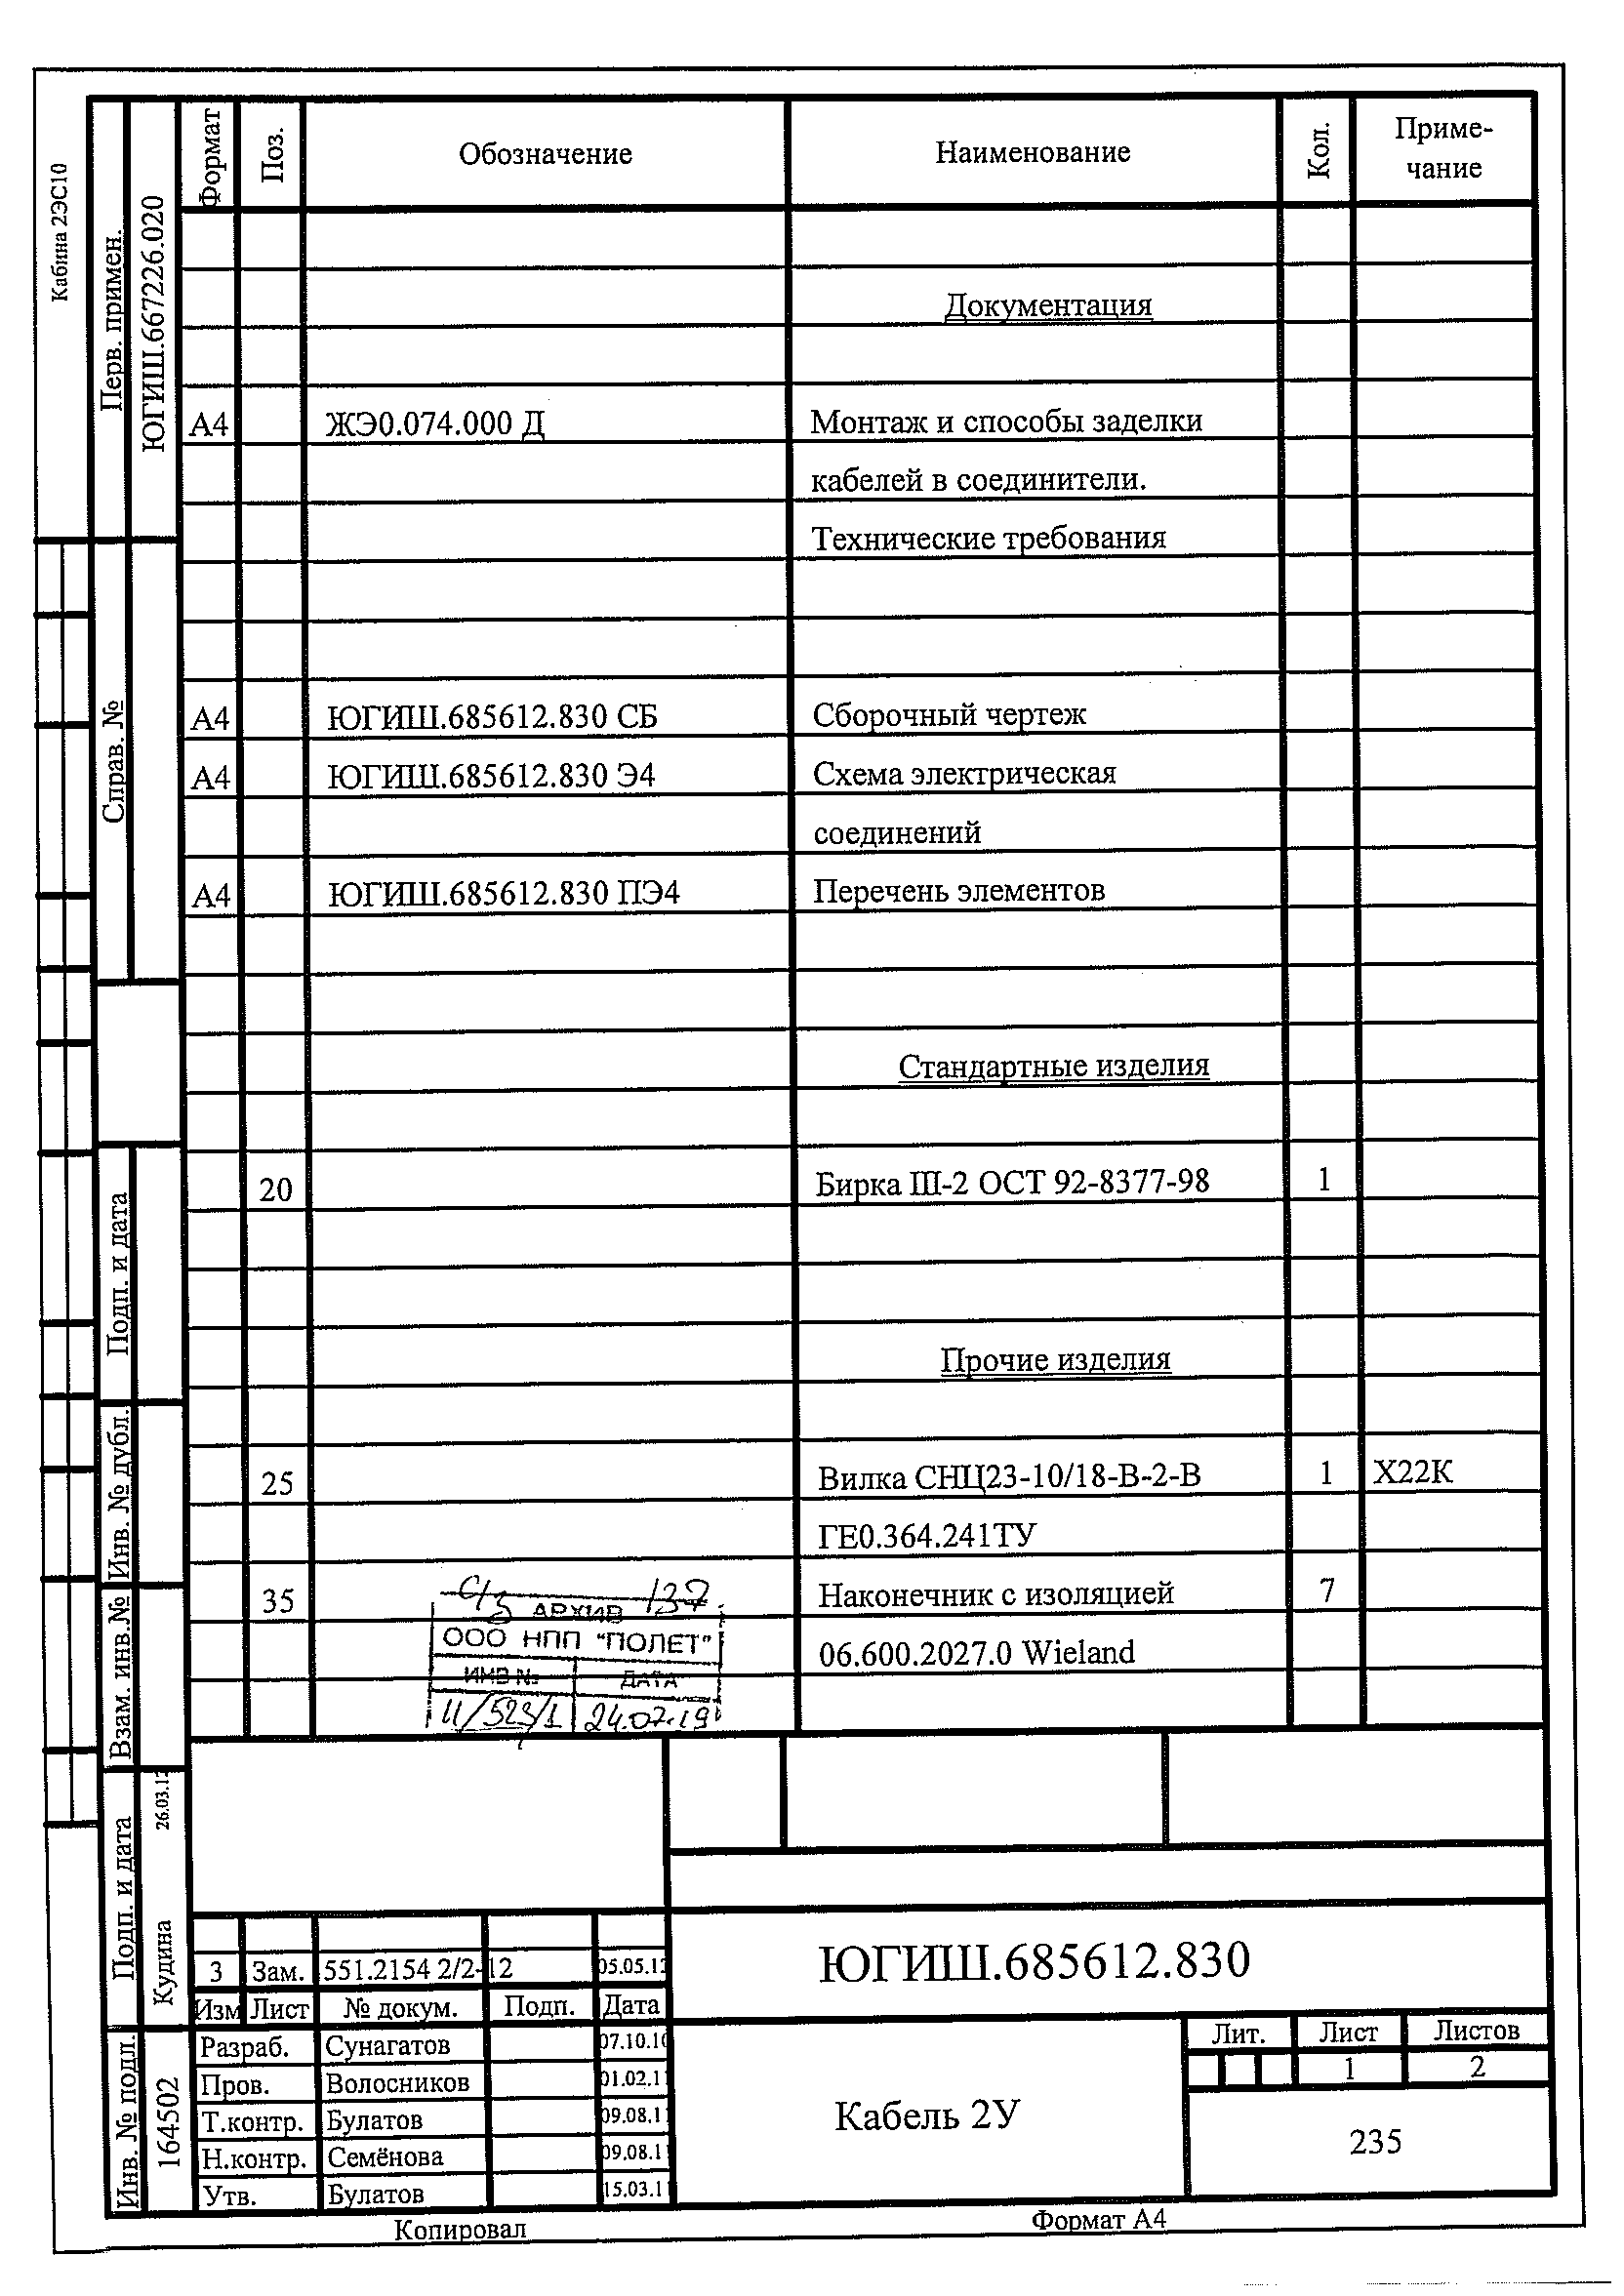 Кабина 2ЭС10
Перв. примен.
ЮГИШ.667226.020
Справ. №
Подп. и дата
Инв. № дубл.
Взам. инв.№
Подп. и дата
Кудина 26.03.12
Инв. № подл.
164502
Формат Поз. Обозначение Наименование Кол. Приме-
чание
Документация
А4 ЖЭ0.074.000 Д Монтаж и способы заделки
кабелей в соединители.
Технические требования
А4 ЮГИШ.685612.830 СБ Сборочный чертеж
А4 ЮГИШ.685612.830 Э4 Схема электрическая
соединений
А4 ЮГИШ.685612.830 ПЭ4 Перечень элементов
Стандартные изделия
20 Бирка Ш-2 ОСТ 92-8377-98 1
Прочие изделия
25 Вилка СНЦ23-10/18-В-2-В 1 Х22К
ГЕ0.364.241ТУ
35 Наконечник с изоляцией 7
06.600.2027.0 Wieland
137
АРХИВ
ООО НПП "ПОЛЕТ"
ИНВ № ДАТА
11/523/1 24.07.19
3 Зам. 551.2154 2/2-12 05.05.12
Изм Лист № докум. Подп. Дата
ЮГИШ.685612.830
Разраб. Сунагатов 07.10.10
Пров. Волосников 01.02.11
Т.контр. Булатов 09.08.11
Н.контр. Семёнова 09.08.11
Утв. Булатов 15.03.11
Кабель 2У
Лит. Лист Листов
1 2
235
Копировал Формат А4